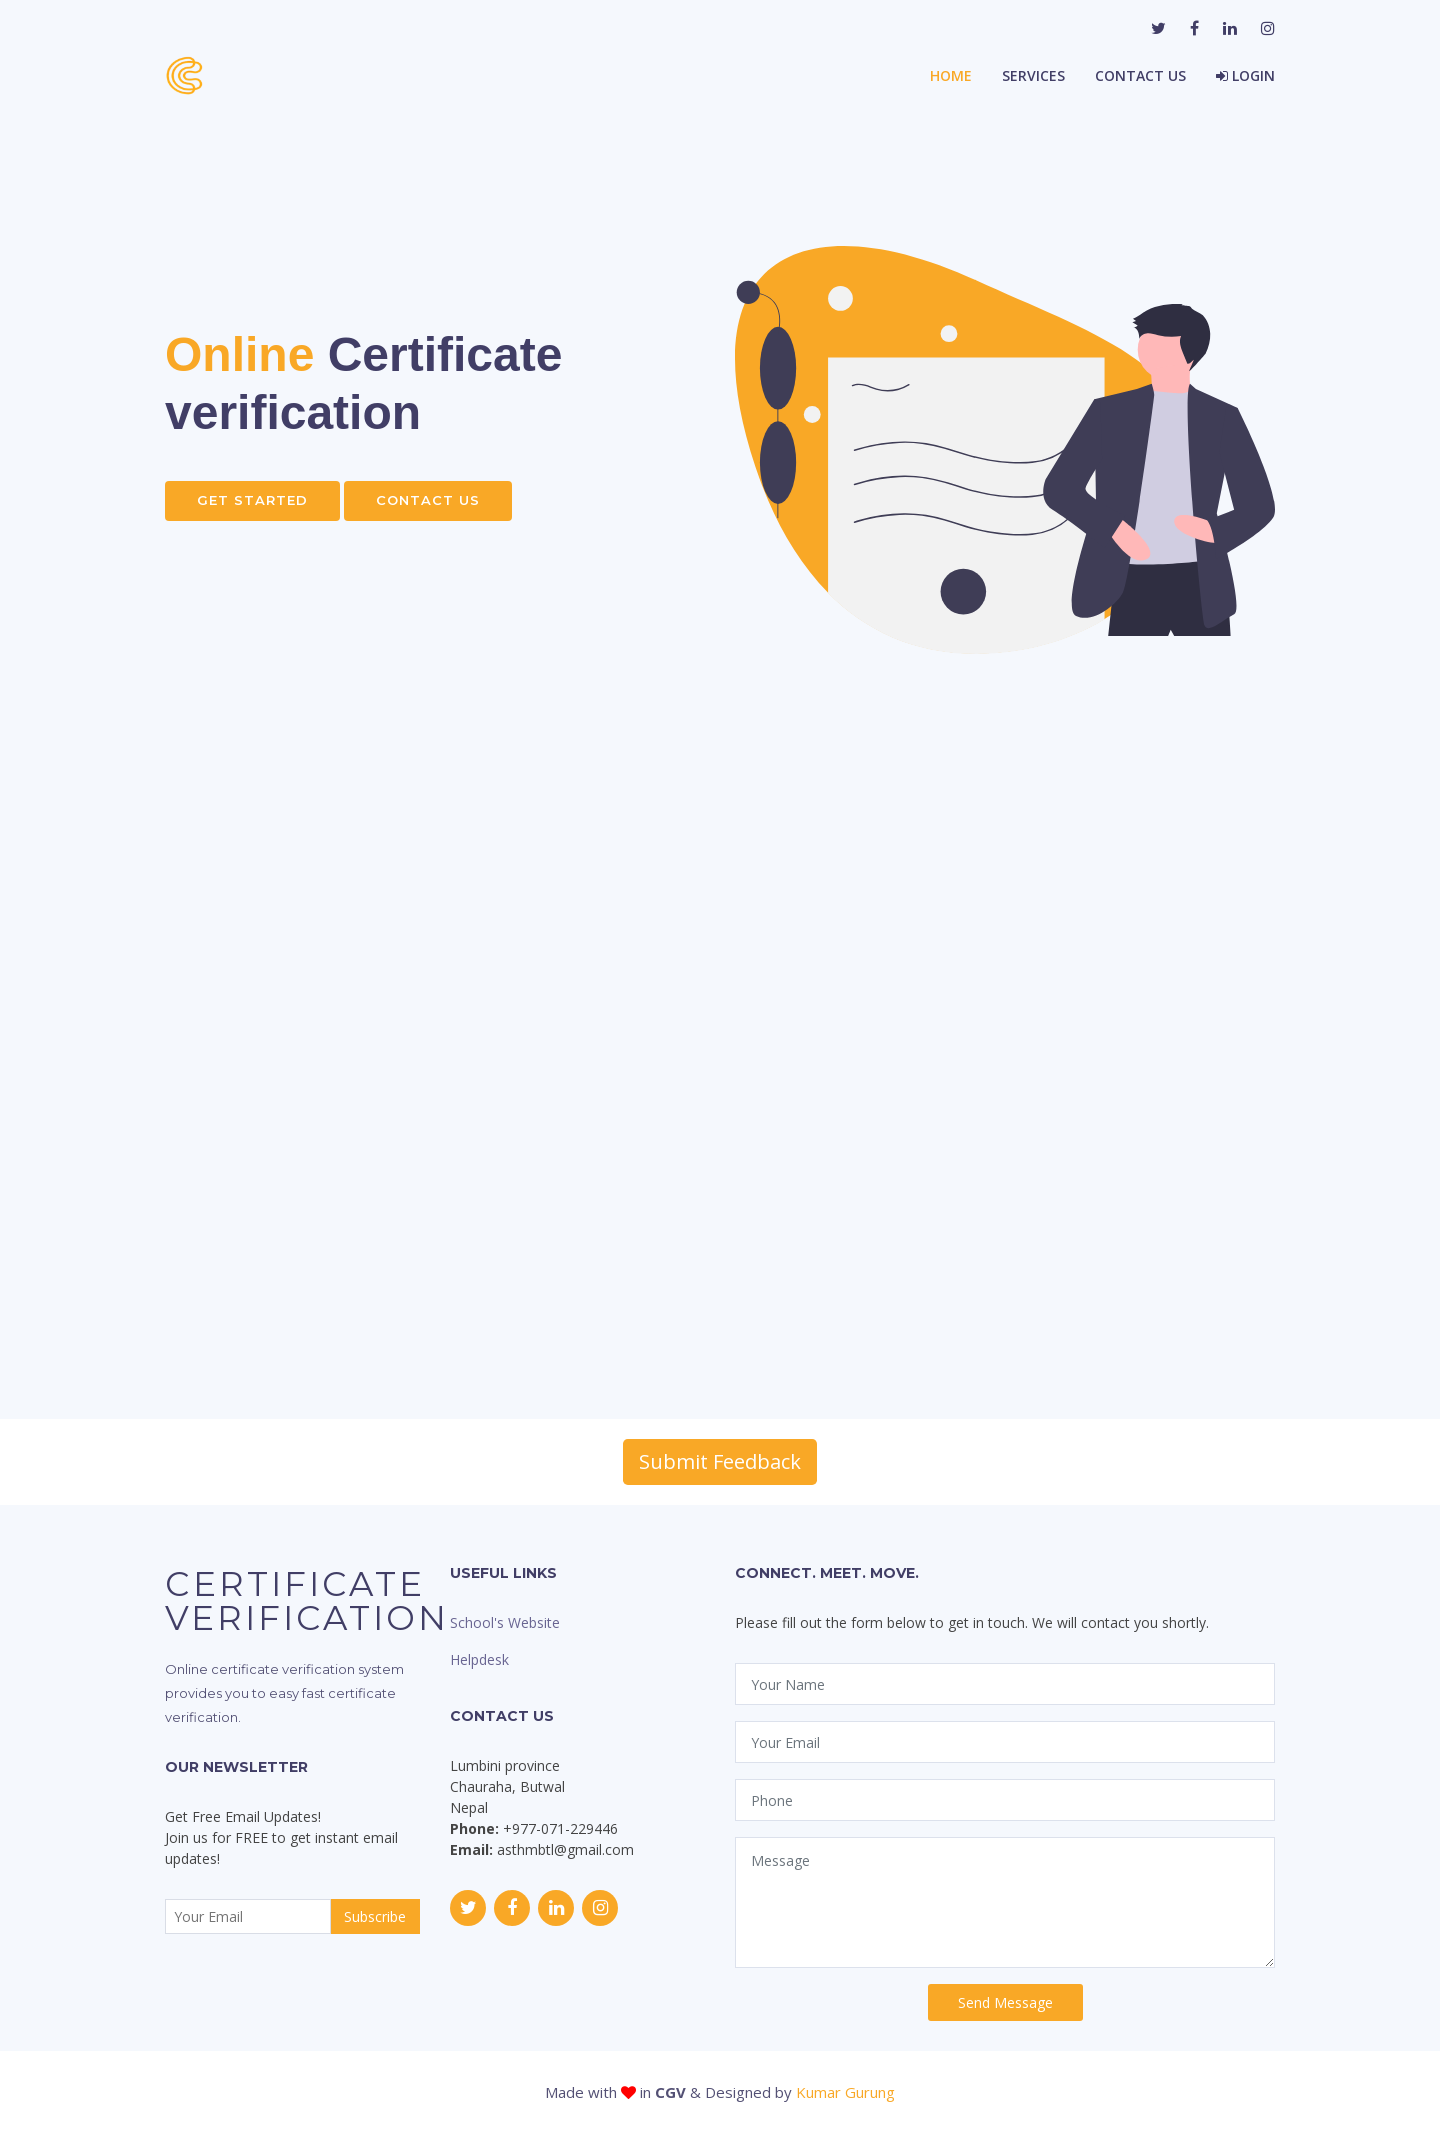 HOME SERVICES CONTACT US LOGIN
Online Certificate
verification
GET STARTED CONTACT US
Submit Feedback
CERTIFICATE
VERIFICATION
Online certificate verification system
provides you to easy fast certificate
verification.
OUR NEWSLETTER
Get Free Email Updates!
Join us for FREE to get instant email
updates!
Your Email Subscribe
USEFUL LINKS
School's Website
Helpdesk
CONTACT US
Lumbini province
Chauraha, Butwal
Nepal
Phone: +977-071-229446
Email: asthmbtl@gmail.com
CONNECT. MEET. MOVE.
Please fill out the form below to get in touch. We will contact you shortly.
Your Name
Your Email
Phone
Message
Send Message
Made with in CGV & Designed by Kumar Gurung